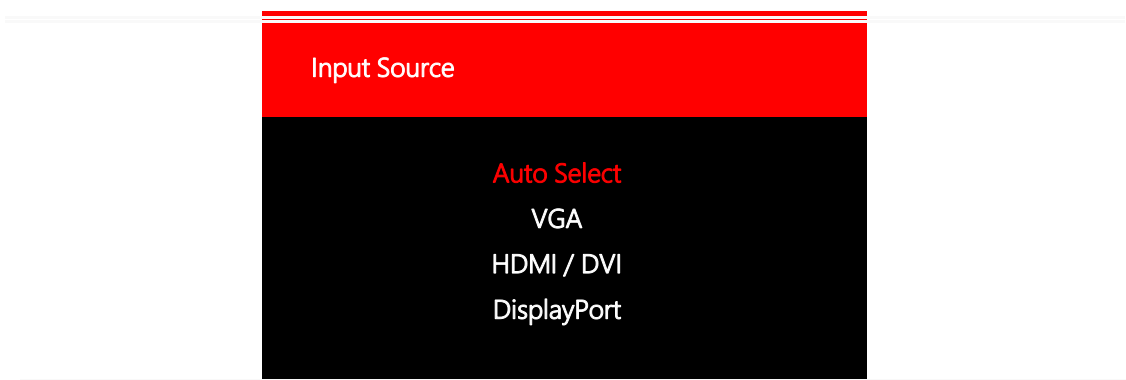 Input Source
Auto Select
VGA
HDMI / DVI
DisplayPort